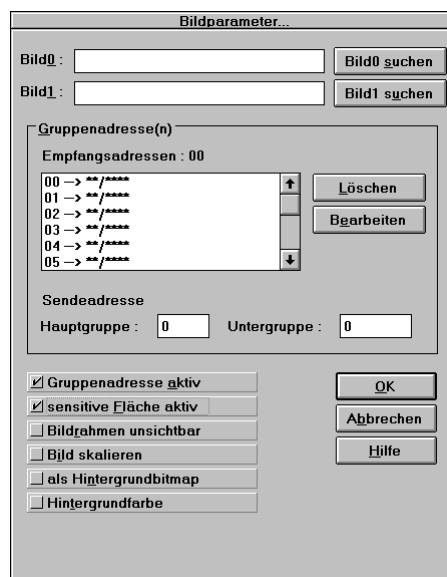 Bildparameter...
Bild0 :
Bild0 suchen
Bild1 :
Bild1 suchen
Gruppenadresse(n)
Empfangsadressen : 00
00 –> **/****
01 –> **/****
02 –> **/****
03 –> **/****
04 –> **/****
05 –> **/****
Löschen
Bearbeiten
Sendeadresse
Hauptgruppe : 0 Untergruppe : 0
Gruppenadresse aktiv
sensitive Fläche aktiv
Bildrahmen unsichtbar
Bild skalieren
als Hintergrundbitmap
Hintergrundfarbe
OK
Abbrechen
Hilfe